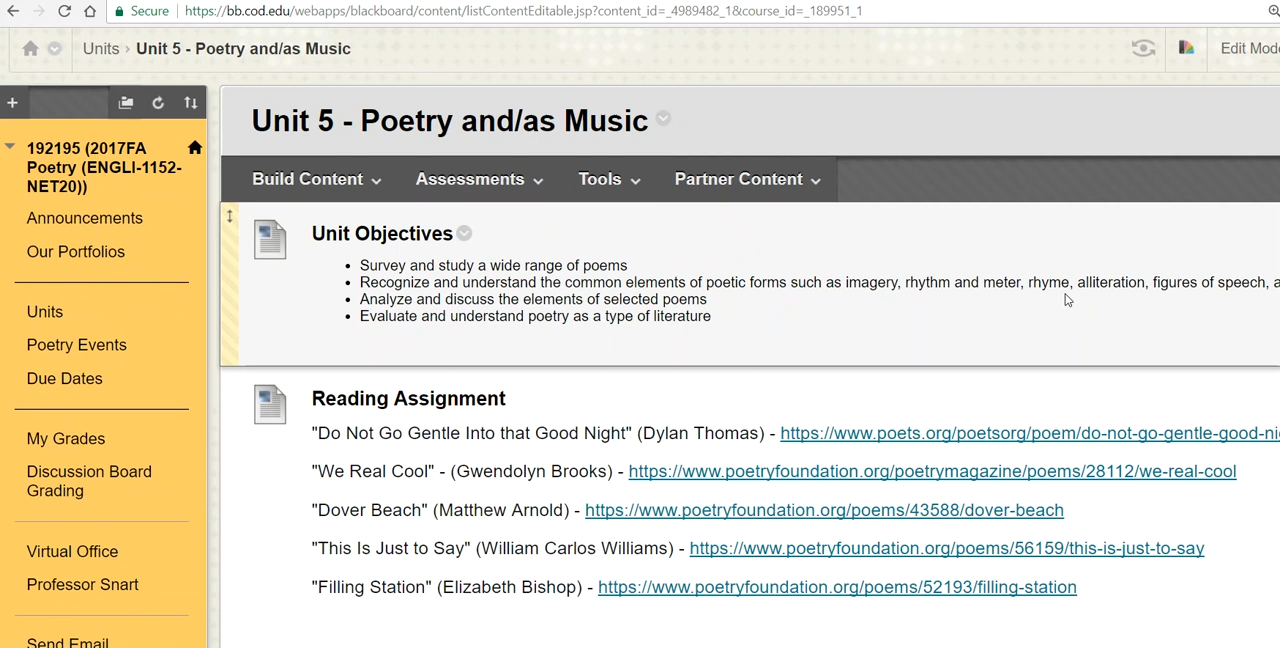 Secure https://bb.cod.edu/webapps/blackboard/content/listContentEditable.jsp?content_id=_4989482_1&course_id=_189951_1
Units › Unit 5 - Poetry and/as Music
Edit Mod
192195 (2017FA
Poetry (ENGLI-1152-
NET20))
Announcements
Our Portfolios
Units
Poetry Events
Due Dates
My Grades
Discussion Board
Grading
Virtual Office
Professor Snart
Send Email
Unit 5 - Poetry and/as Music
Build Content Assessments Tools Partner Content
Unit Objectives
• Survey and study a wide range of poems
• Recognize and understand the common elements of poetic forms such as imagery, rhythm and meter, rhyme, alliteration, figures of speech, a
• Analyze and discuss the elements of selected poems
• Evaluate and understand poetry as a type of literature
Reading Assignment
"Do Not Go Gentle Into that Good Night" (Dylan Thomas) - https://www.poets.org/poetsorg/poem/do-not-go-gentle-good-ni
"We Real Cool" - (Gwendolyn Brooks) - https://www.poetryfoundation.org/poetrymagazine/poems/28112/we-real-cool
"Dover Beach" (Matthew Arnold) - https://www.poetryfoundation.org/poems/43588/dover-beach
"This Is Just to Say" (William Carlos Williams) - https://www.poetryfoundation.org/poems/56159/this-is-just-to-say
"Filling Station" (Elizabeth Bishop) - https://www.poetryfoundation.org/poems/52193/filling-station